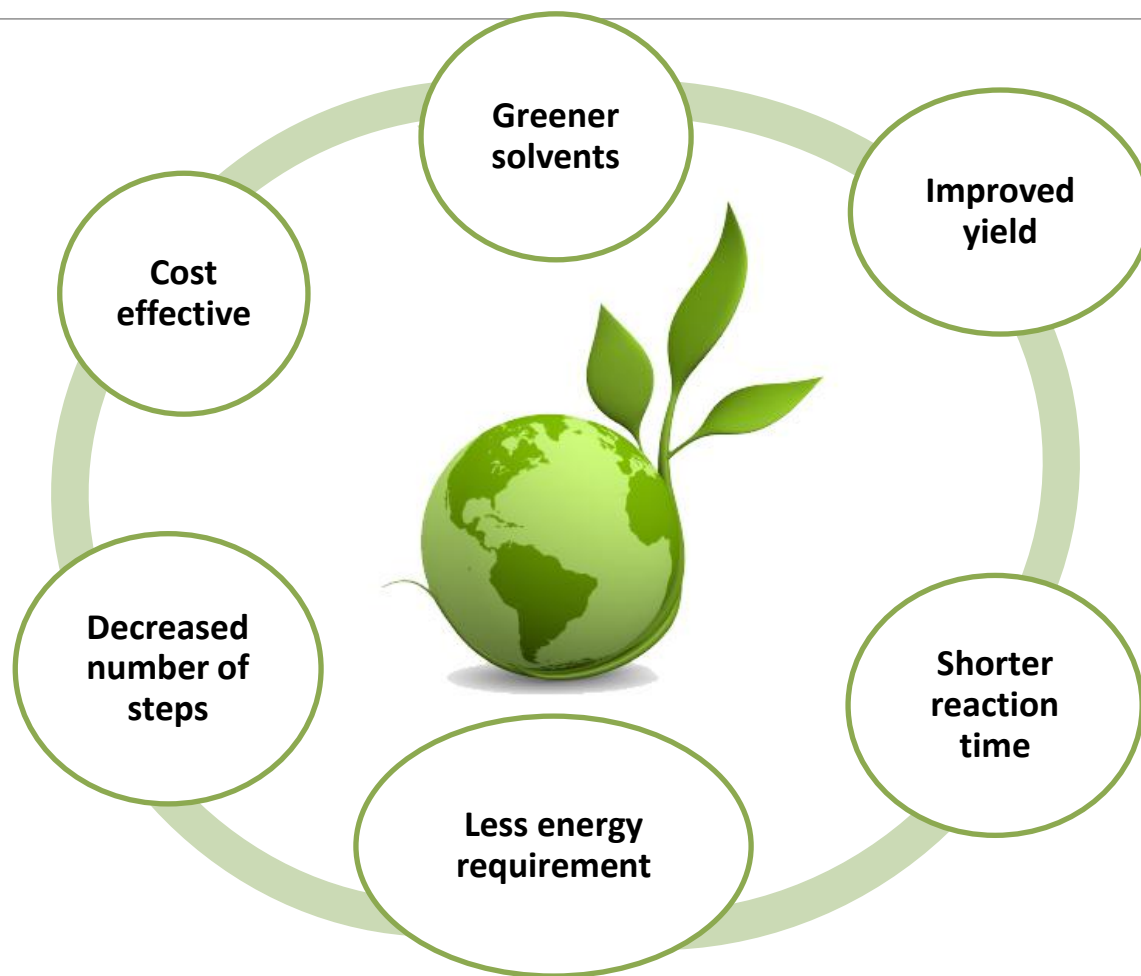 Greener
solvents
Improved
yield
Shorter
reaction
time
Less energy
requirement
Decreased
number of
steps
Cost
effective